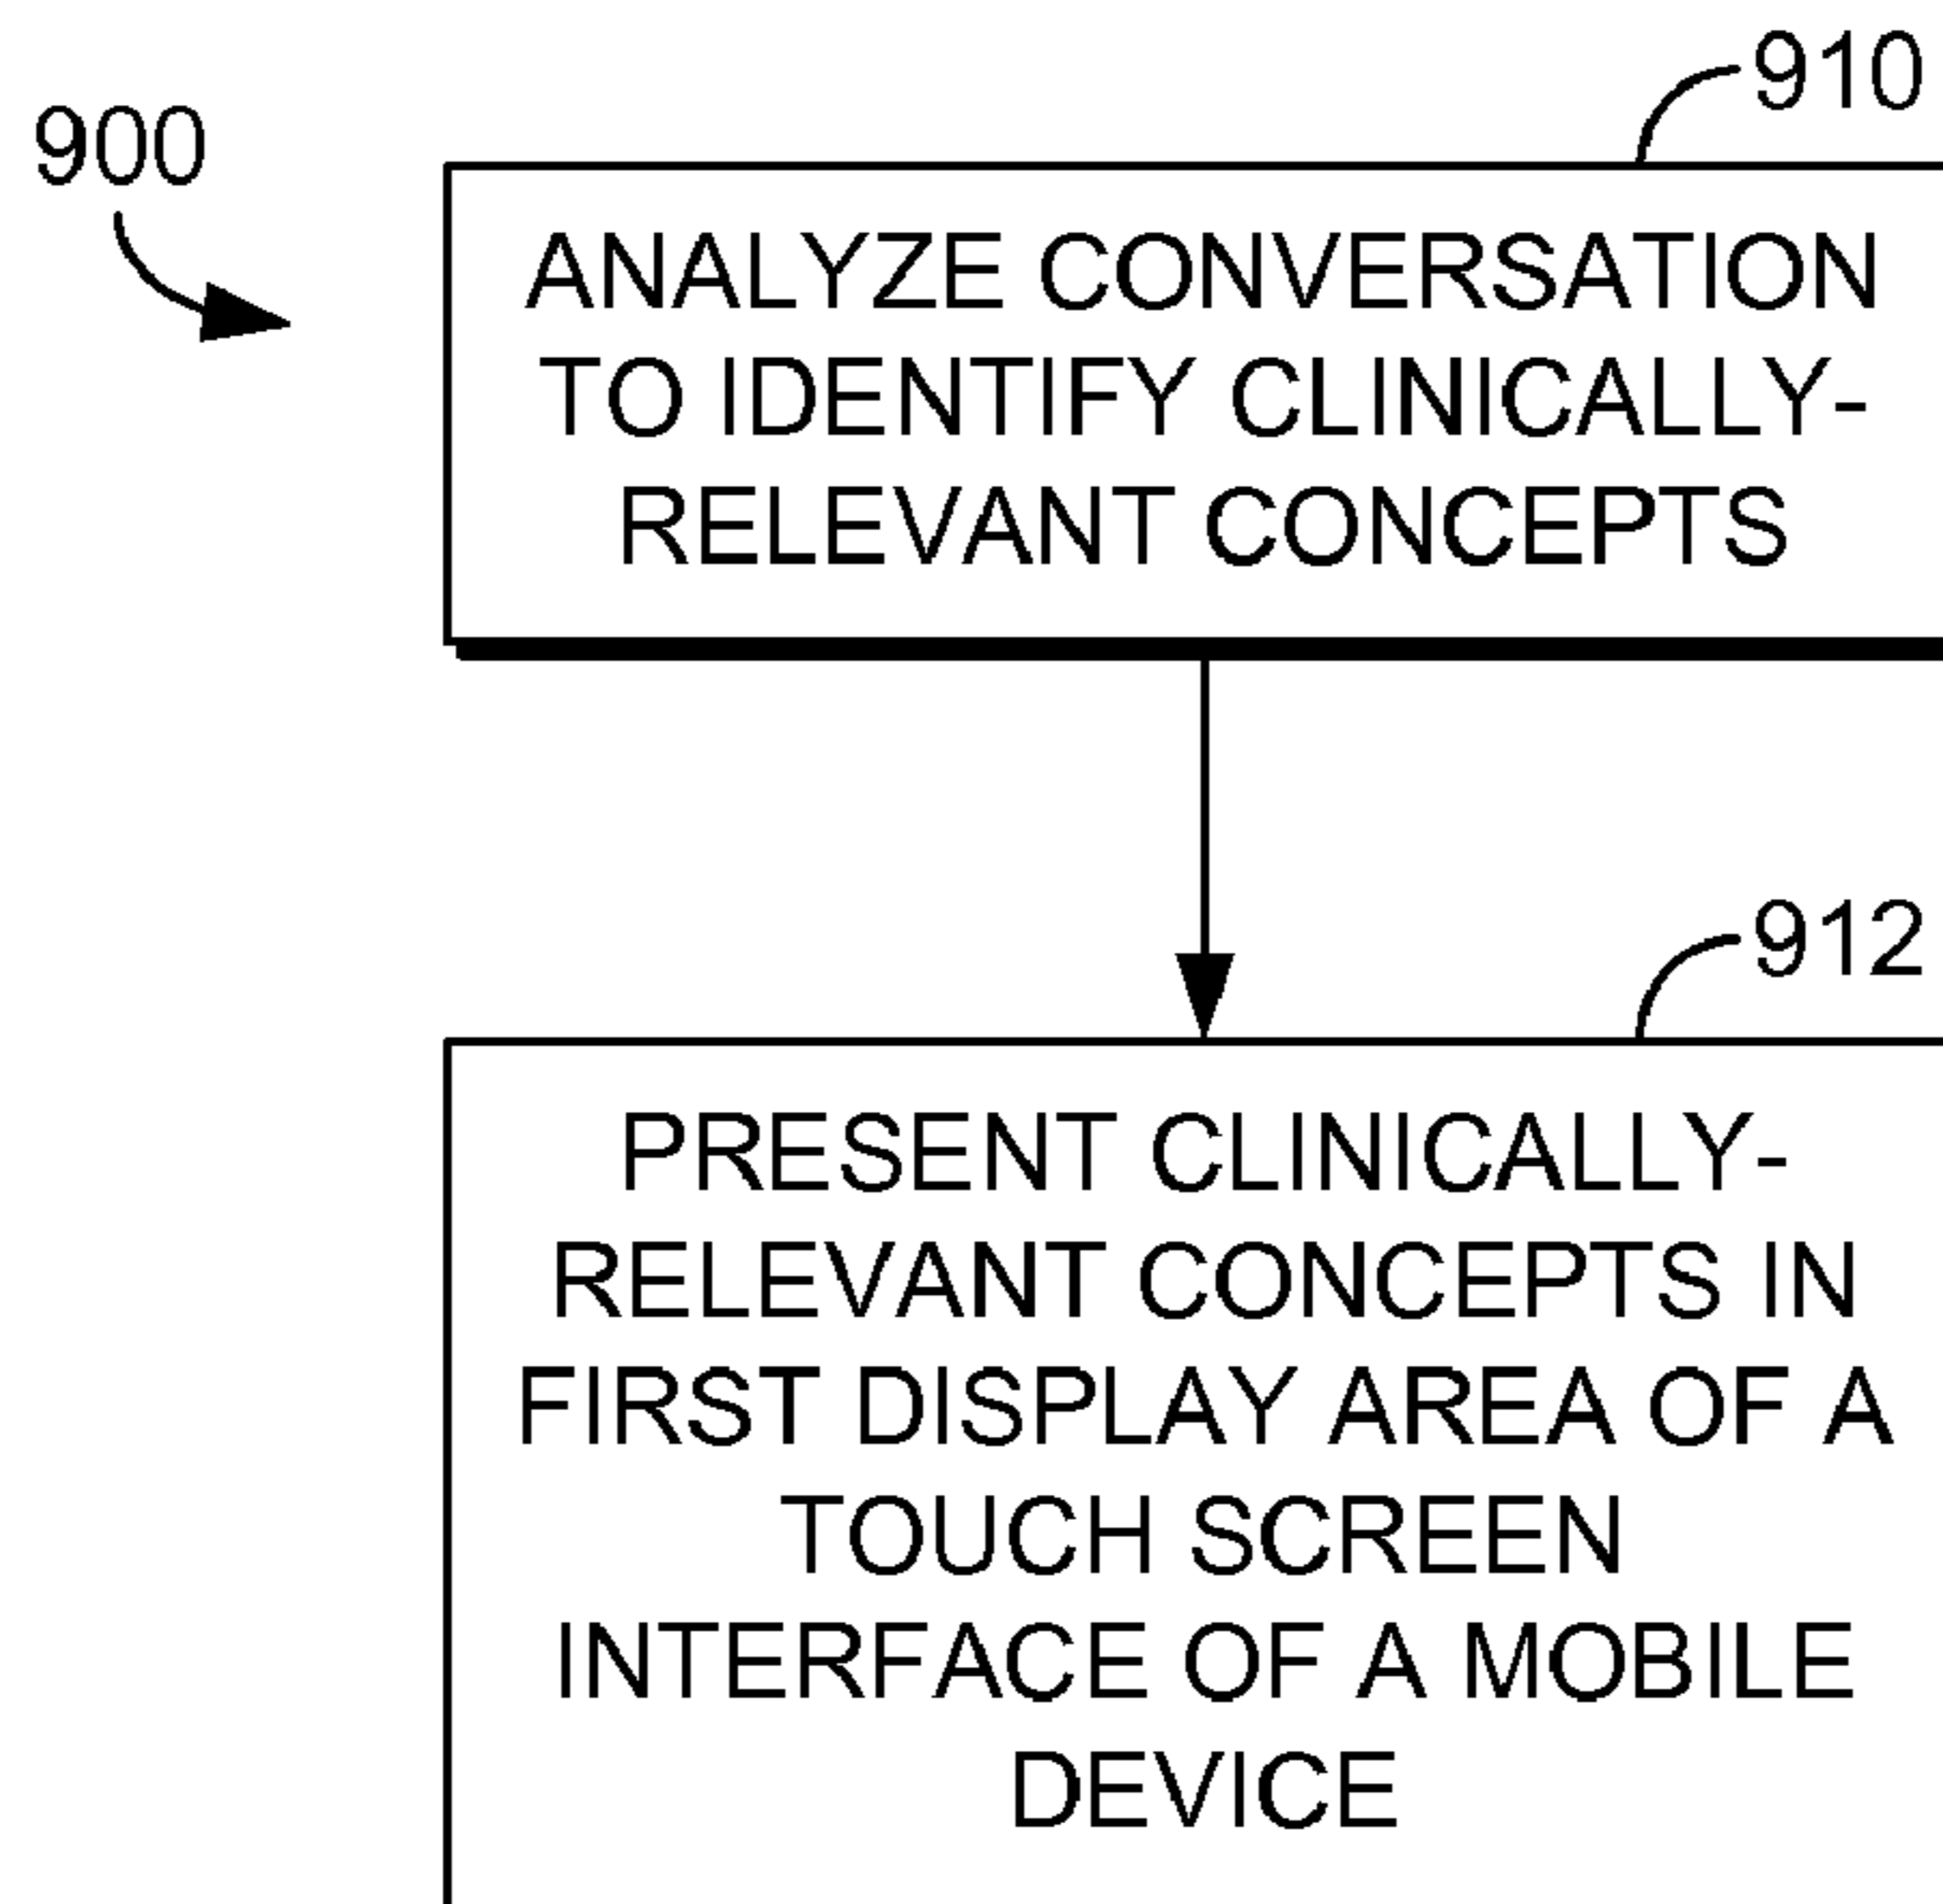 900
910
ANALYZE CONVERSATION
TO IDENTIFY CLINICALLY-
RELEVANT CONCEPTS
912
PRESENT CLINICALLY-
RELEVANT CONCEPTS IN
FIRST DISPLAY AREA OF A
TOUCH SCREEN
INTERFACE OF A MOBILE
DEVICE